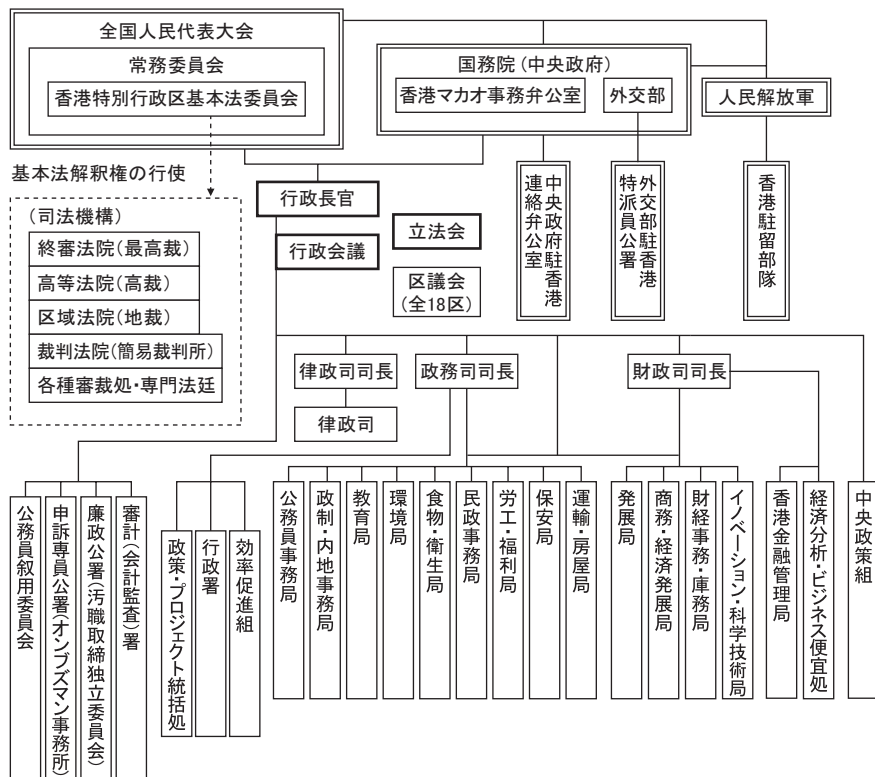 全国人民代表大会
常務委員会
香港特別行政区基本法委員会
国務院(中央政府)
香港マカオ事務弁公室
外交部
人民解放軍
基本法解釈権の行使
行政長官
行政会議
立法会
区議会
(全18区)
中央政府駐香港
連絡弁公室
外交部駐香港
特派員公署
香港駐留部隊
(司法機構)
終審法院(最高裁)
高等法院(高裁)
区域法院(地裁)
裁判法院(簡易裁判所)
各種審裁処・専門法廷
律政司司長
政務司司長
財政司司長
律政司
公務員叙用委員会
申訴専員公署(オンブズマン事務所)
廉政公署(汚職取締独立委員会)
審計(会計監査)署
政策・プロジェクト統括処
行政署
効率促進組
公務員事務局
政制・内地事務局
教育局
環境局
食物・衛生局
民政事務局
労工・福利局
保安局
運輸・房屋局
発展局
商務・経済発展局
財経事務・庫務局
イノベーション・科学技術局
香港金融管理局
経済分析・ビジネス便宜処
中央政策組